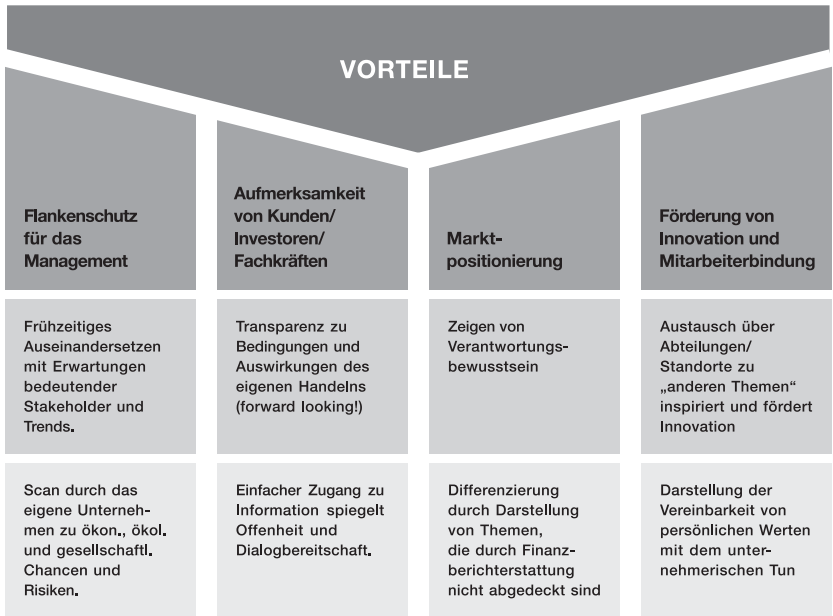 VORTEILE
Flankenschutz
für das
Management
Aufmerksamkeit
von Kunden/
Investoren/
Fachkräften
Markt-
positionierung
Förderung von
Innovation und
Mitarbeiterbindung
Frühzeitiges
Auseinandersetzen
mit Erwartungen
bedeutender
Stakeholder und
Trends.
Transparenz zu
Bedingungen und
Auswirkungen des
eigenen Handelns
(forward looking!)
Zeigen von
Verantwortungs-
bewusstsein
Austausch über
Abteilungen/
Standorte zu
„anderen Themen“
inspiriert und fördert
Innovation
Scan durch das
eigene Unterneh-
men zu ökon., ökol.
und gesellschaftl.
Chancen und
Risiken.
Einfacher Zugang zu
Information spiegelt
Offenheit und
Dialogbereitschaft.
Differenzierung
durch Darstellung
von Themen,
die durch Finanz-
berichterstattung
nicht abgedeckt sind
Darstellung der
Vereinbarkeit von
persönlichen Werten
mit dem unter-
nehmerischen Tun